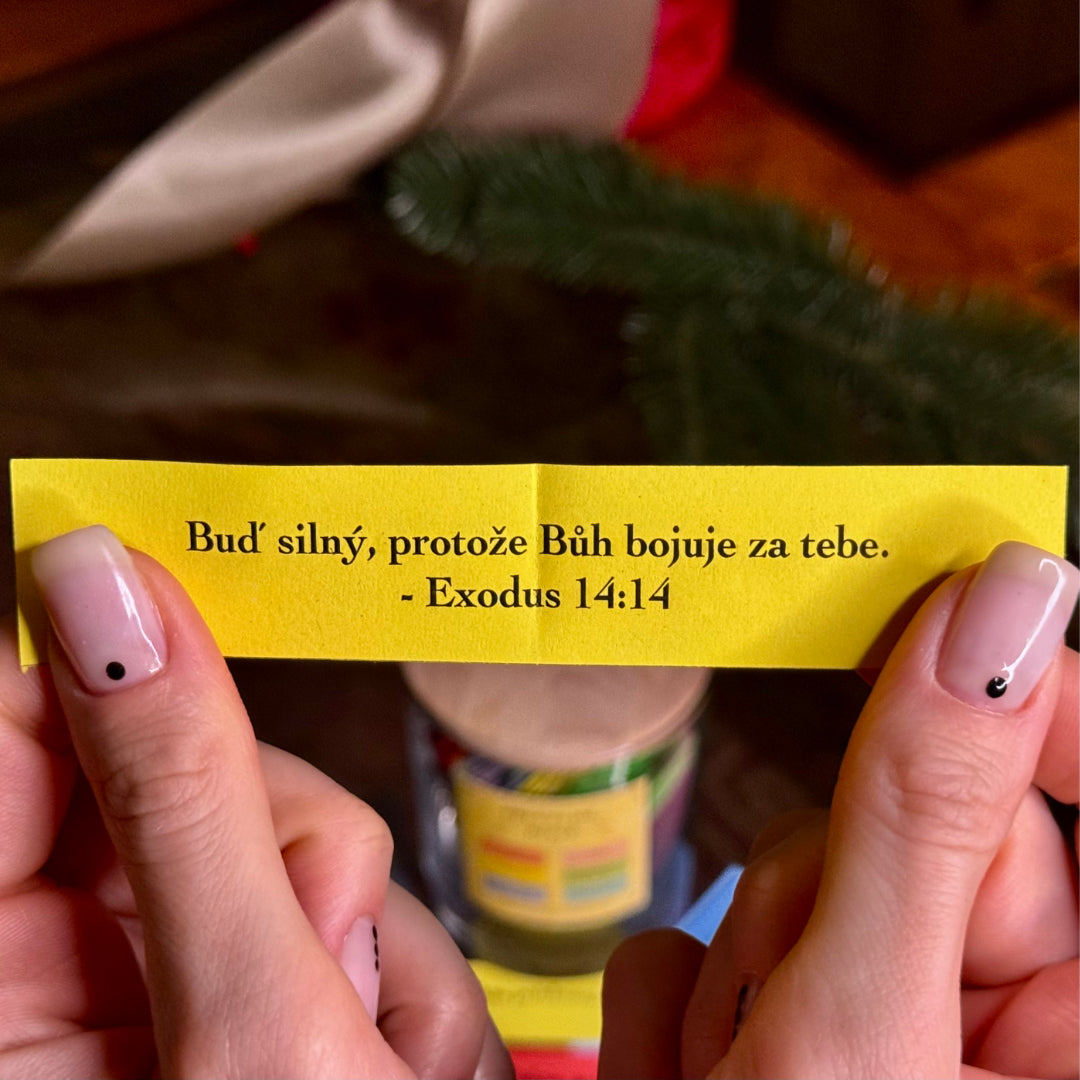 Buď silný, protože Bůh bojuje za tebe.
- Exodus 14:14